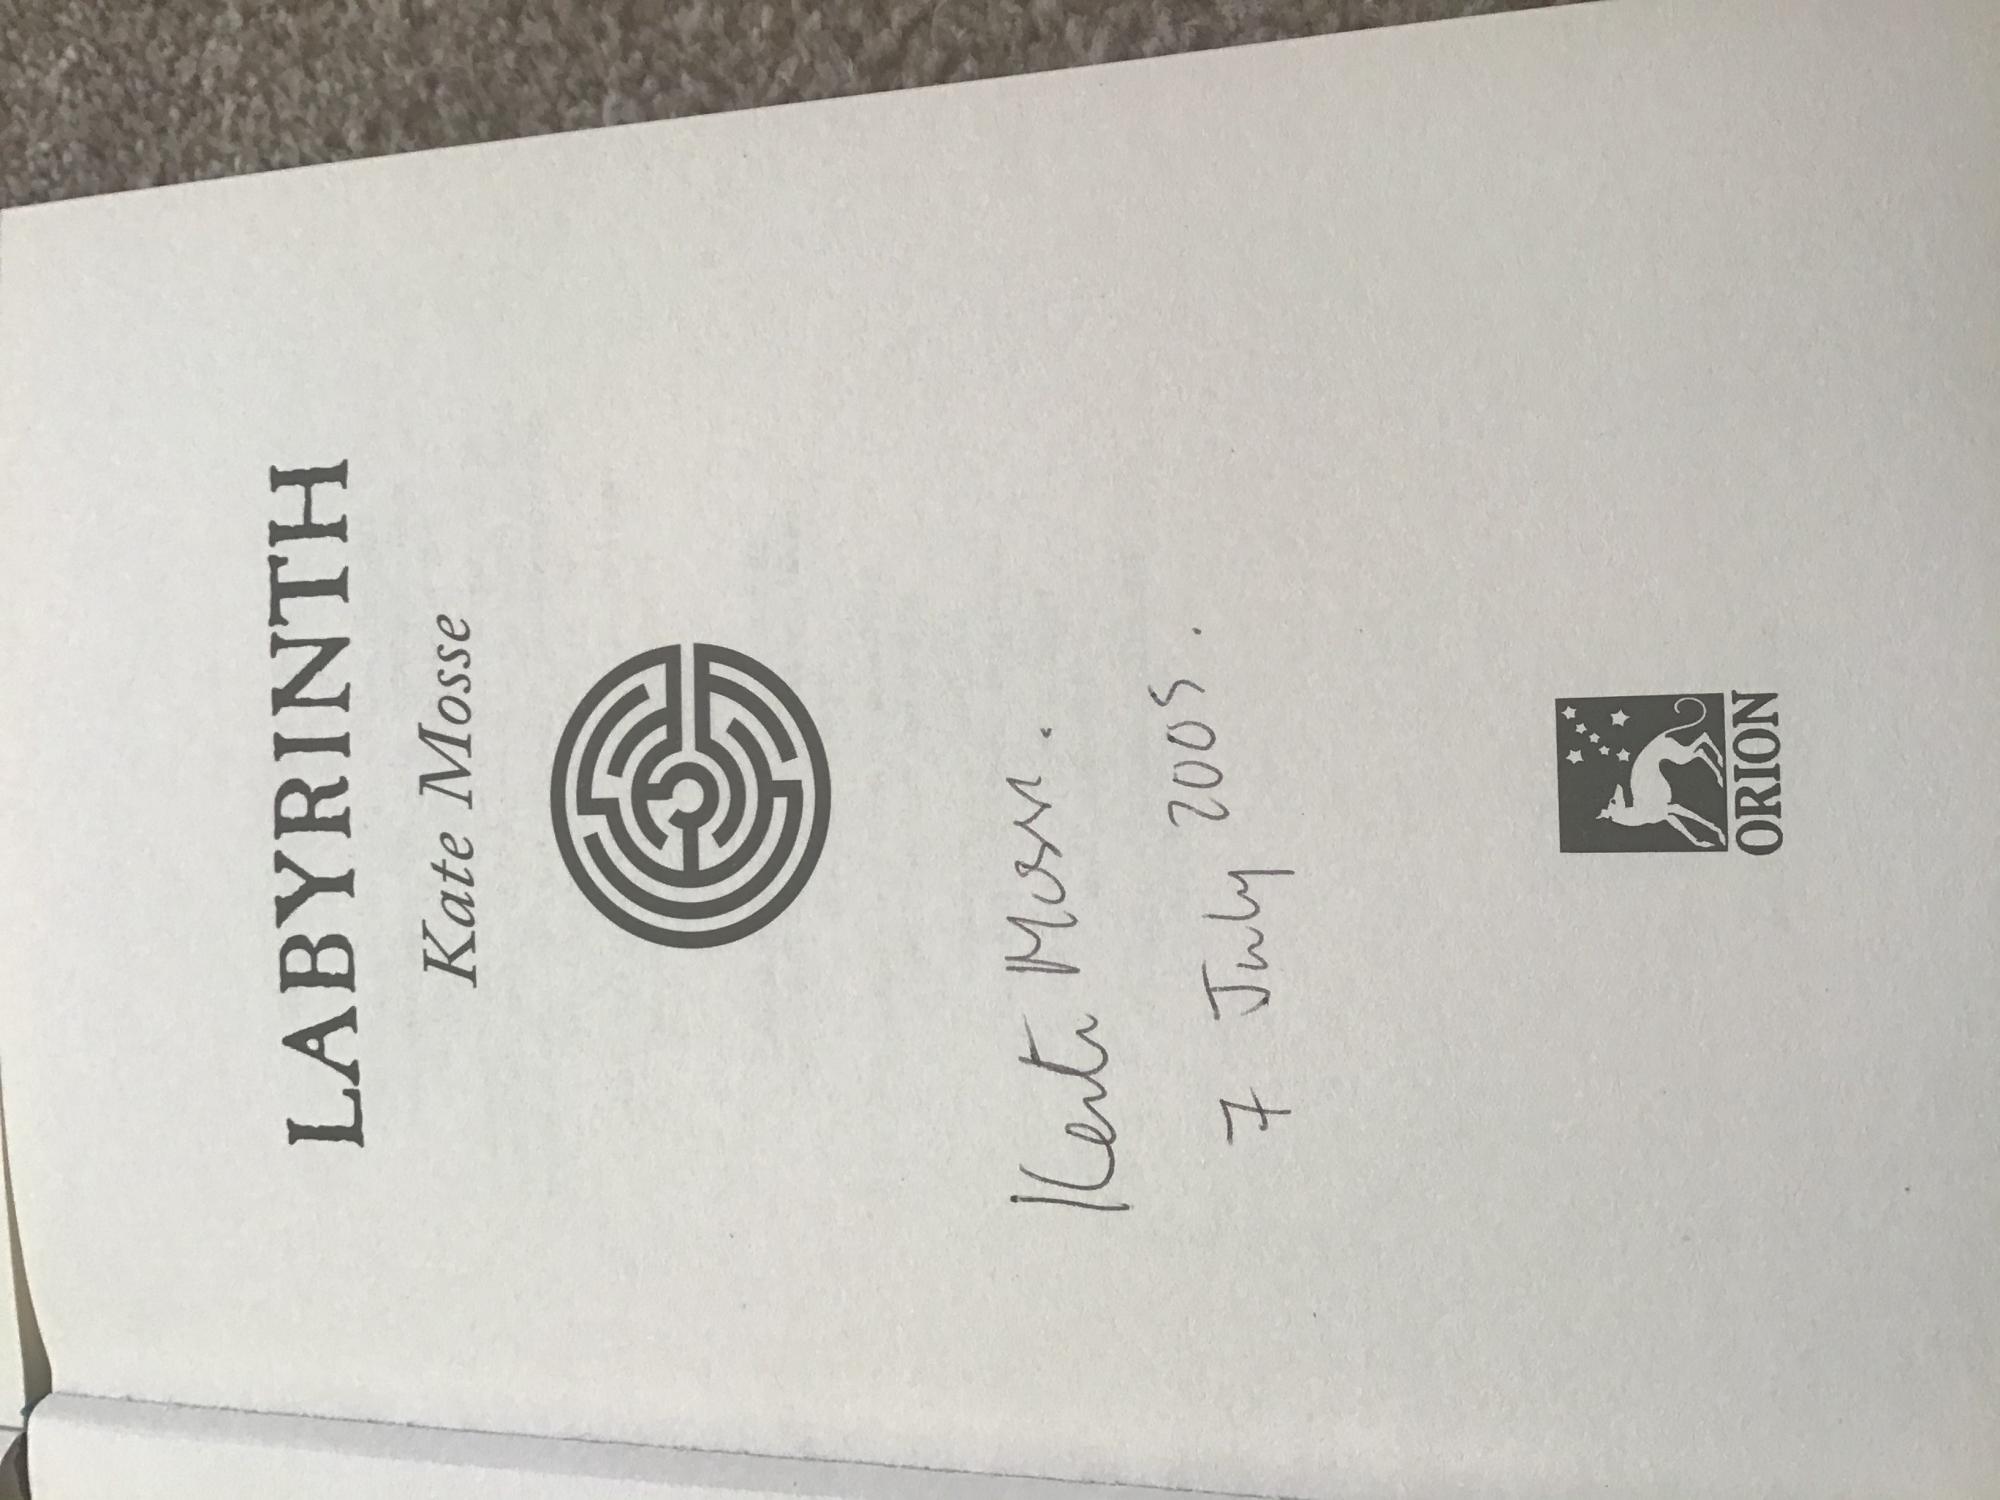 LABYRINTH
Kate Mosse
Kate Mosse.
7 July 2005.
ORION